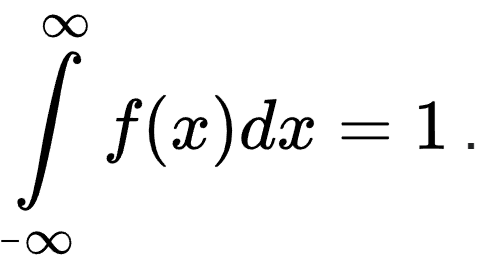 ∫_{-∞}^{∞} f(x)dx = 1 .